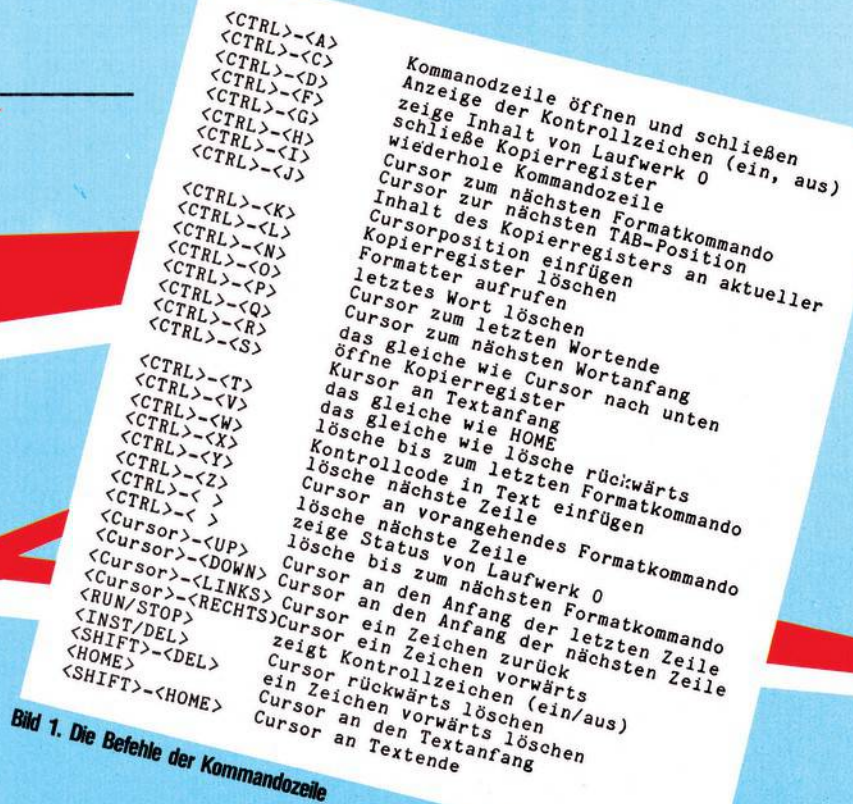 <CTRL>-<A> Kommanodzeile öffnen und schließen
<CTRL>-<C> Anzeige der Kontrollzeichen (ein, aus)
<CTRL>-<D> zeige Inhalt von Laufwerk 0
<CTRL>-<F> schließe Kopierregister
<CTRL>-<G> wiederhole Kommandozeile
<CTRL>-<H> Cursor zum nächsten Formatkommando
<CTRL>-<I> Cursor zur nächsten TAB-Position
<CTRL>-<J> Inhalt des Kopierregisters an aktueller
Cursorposition einfügen
<CTRL>-<K> Kopierregister löschen
<CTRL>-<L> Formatter aufrufen
<CTRL>-<N> letztes Wort löschen
<CTRL>-<O> Cursor zum letzten Wortende
<CTRL>-<P> Cursor zum nächsten Wortanfang
<CTRL>-<Q> das gleiche wie Cursor nach unten
<CTRL>-<R> öffne Kopierregister
<CTRL>-<S> Kursor an Textanfang
das gleiche wie HOME
<CTRL>-<T> das gleiche wie lösche rückwärts
<CTRL>-<V> lösche bis zum letzten Formatkommando
<CTRL>-<W> Kontrollcode in Text einfügen
<CTRL>-<X> lösche nächste Zeile
<CTRL>-<Y> Cursor an vorangehendes Formatkommando
<CTRL>-<Z> lösche nächste Zeile
<CTRL>-< > zeige Status von Laufwerk 0
<CTRL>-< > lösche bis zum nächsten Formatkommando
<Cursor>-<UP> Cursor an den Anfang der letzten Zeile
<Cursor>-<DOWN> Cursor an den Anfang der nächsten Zeile
<Cursor>-<LINKS> Cursor ein Zeichen zurück
<Cursor>-<RECHTS>Cursor ein Zeichen vorwärts
<RUN/STOP> zeigt Kontrollzeichen (ein/aus)
<INST/DEL> Cursor rückwärts löschen
<SHIFT>-<DEL> ein Zeichen vorwärts löschen
<HOME> Cursor an den Textanfang
<SHIFT>-<HOME> Cursor an Textende
Bild 1. Die Befehle der Kommandozeile